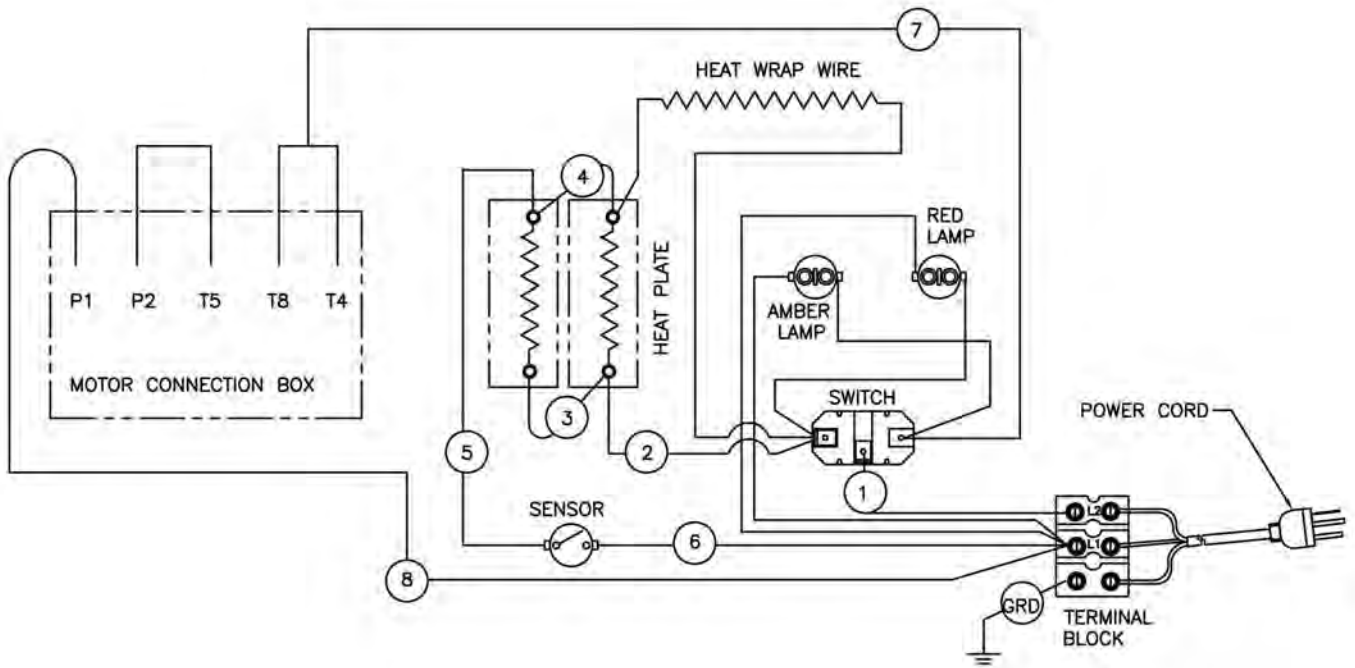 7
HEAT WRAP WIRE
4
RED
LAMP
HEAT PLATE
AMBER
LAMP
P1 P2 T5 T8 T4
MOTOR CONNECTION BOX
3
SWITCH
POWER CORD
5
2
1
SENSOR
6
L2
L1
8
GRD
TERMINAL
BLOCK